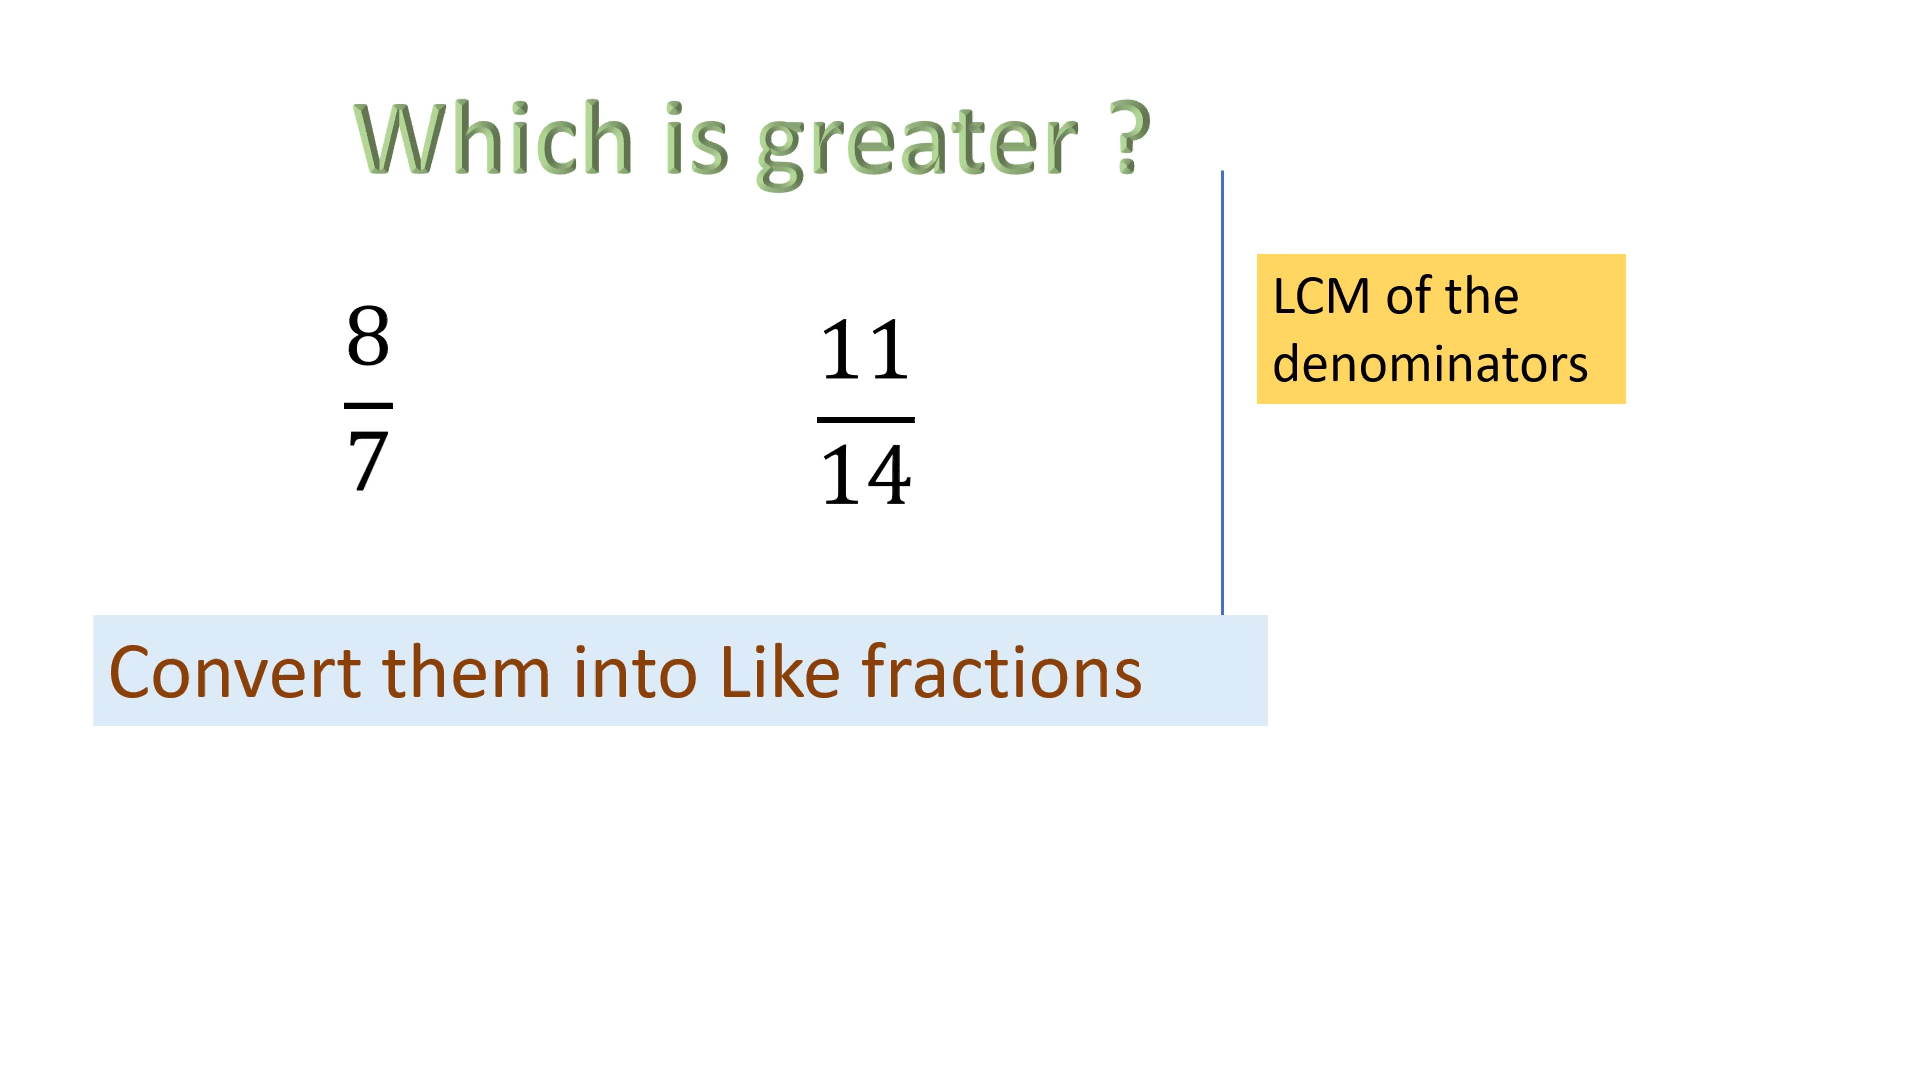 Which is greater ?
8
7
11
14
LCM of the
denominators
Convert them into Like fractions